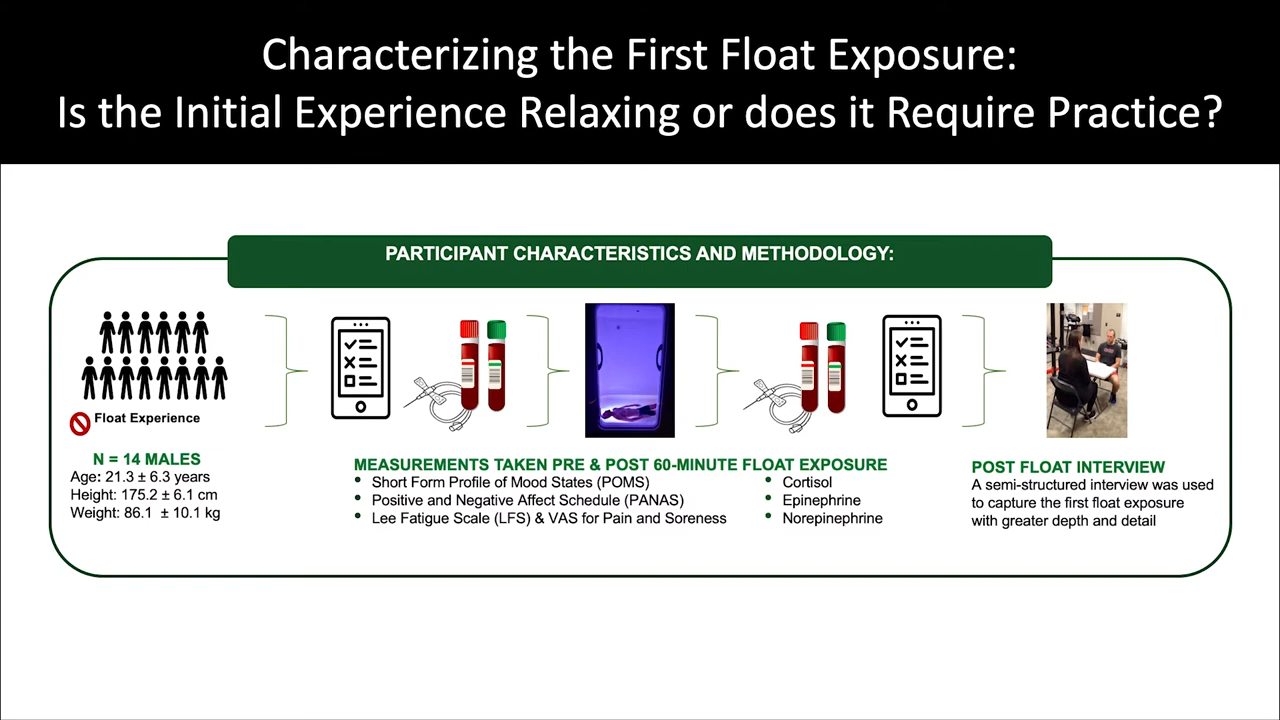 Characterizing the First Float Exposure:
Is the Initial Experience Relaxing or does it Require Practice?
PARTICIPANT CHARACTERISTICS AND METHODOLOGY:
Float Experience
N = 14 MALES
Age: 21.3 ± 6.3 years
Height: 175.2 ± 6.1 cm
Weight: 86.1 ± 10.1 kg
MEASUREMENTS TAKEN PRE & POST 60-MINUTE FLOAT EXPOSURE
• Short Form Profile of Mood States (POMS)
• Positive and Negative Affect Schedule (PANAS)
• Lee Fatigue Scale (LFS) & VAS for Pain and Soreness
• Cortisol
• Epinephrine
• Norepinephrine
POST FLOAT INTERVIEW
A semi-structured interview was used
to capture the first float exposure
with greater depth and detail